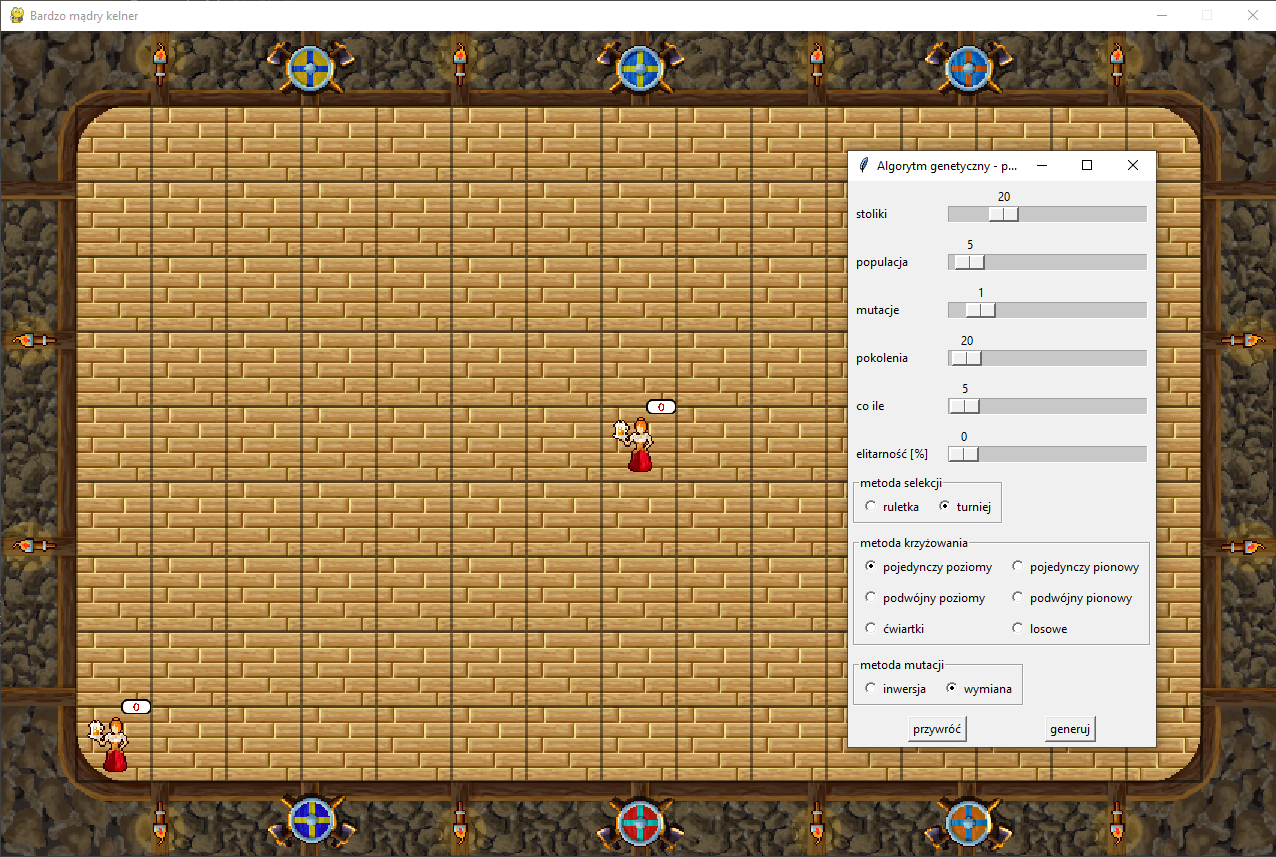 Bardzo mądry kelner
Algorytm genetyczny - p...
20
stoliki
5
populacja
1
mutacje
20
pokolenia
5
co ile
0
elitarność [%]
metoda selekcji
ruletka turniej
metoda krzyżowania
pojedynczy poziomy pojedynczy pionowy
podwójny poziomy podwójny pionowy
ćwiartki losowe
metoda mutacji
inwersja wymiana
przywróć generuj
0
0